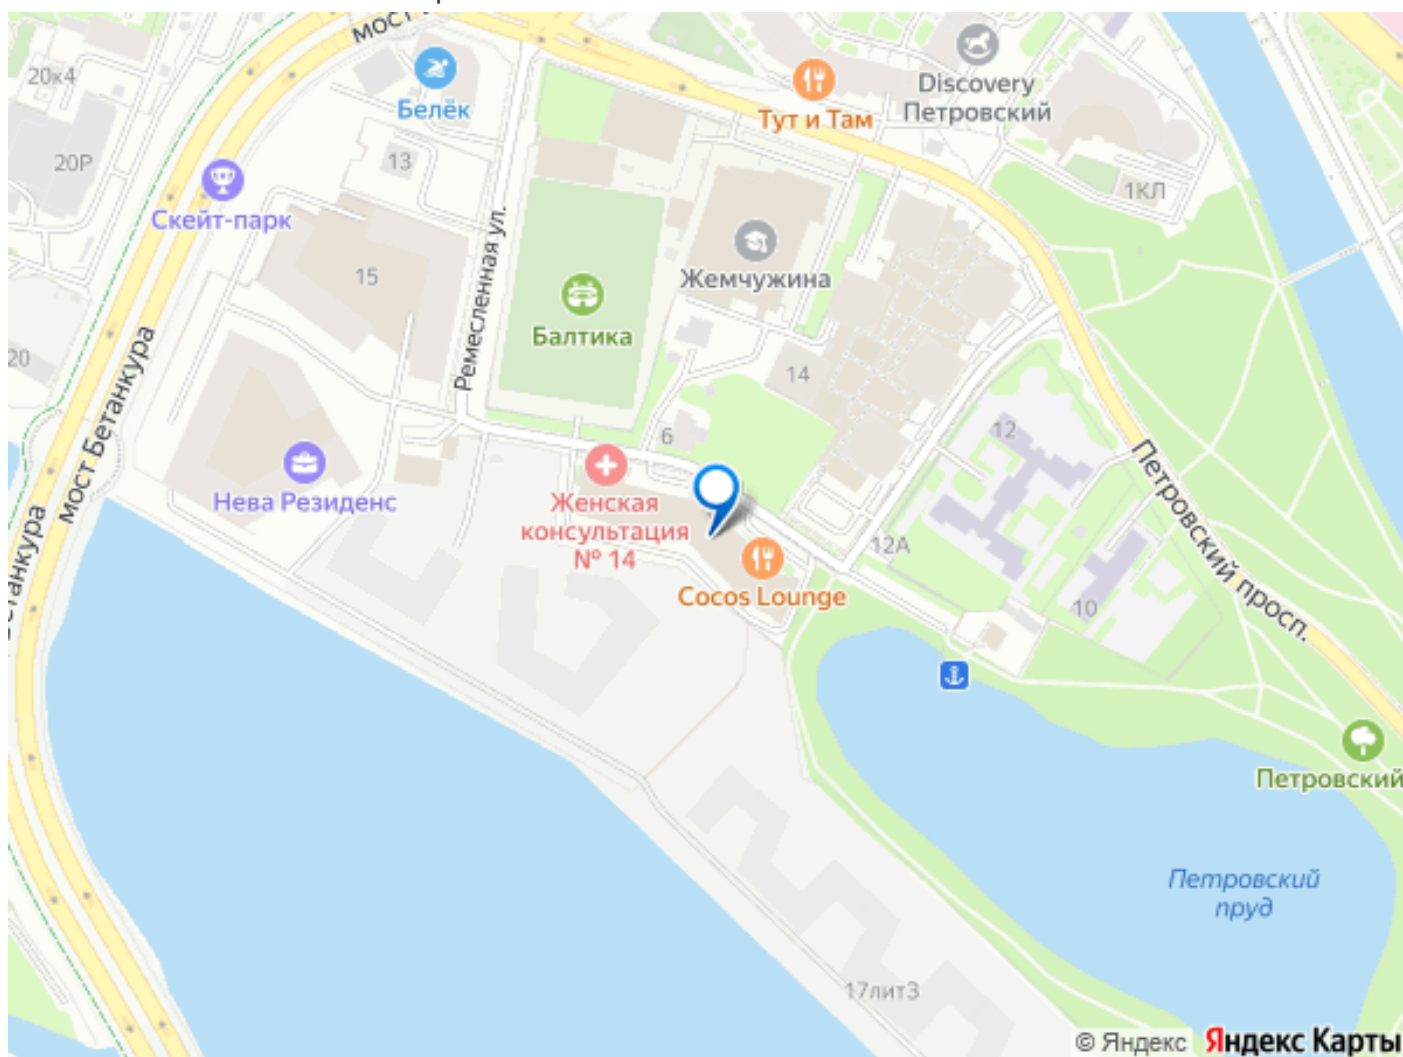 мост
20к4
Белёк
Discovery
Петровский
Тут и Там
20Р
13
1КЛ
Скейт-парк
Ремесленная ул.
Жемчужина
15
Балтика
мост Бетанкура
20
14
6
12
Петровский просп.
Нева Резиденс
Женская
консультация
№ 14
12А
Cocos Lounge
10
Петровский
Петровский
пруд
17лит3
© Яндекс Яндекс Карты